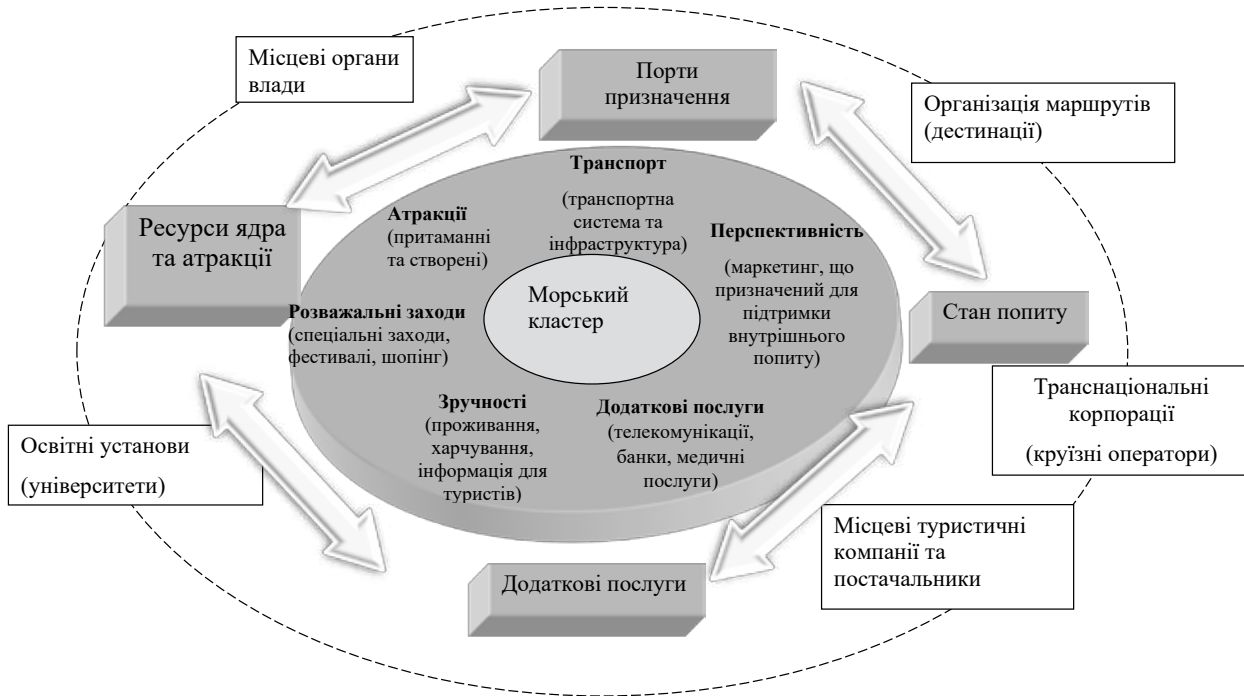 Місцеві органи
влади
Порти
призначення
Організація маршрутів
(дестинації)
Ресурси ядра
та атракції
Транспорт
(транспортна
система та
інфраструктура)
Атракції
(притаманні
та створені)
Перспективність
(маркетинг, що
призначений для
підтримки
внутрішнього
попиту)
Морський
кластер
Розважальні заходи
(спеціальні заходи,
фестивалі, шопінг)
Стан попиту
Зручності
(проживання,
харчування,
інформація для
туристів)
Додаткові послуги
(телекомунікації,
банки, медичні
послуги)
Транснаціональні
корпорації
(круїзні оператори)
Освітні установи
(університети)
Місцеві туристичні
компанії та
постачальники
Додаткові послуги